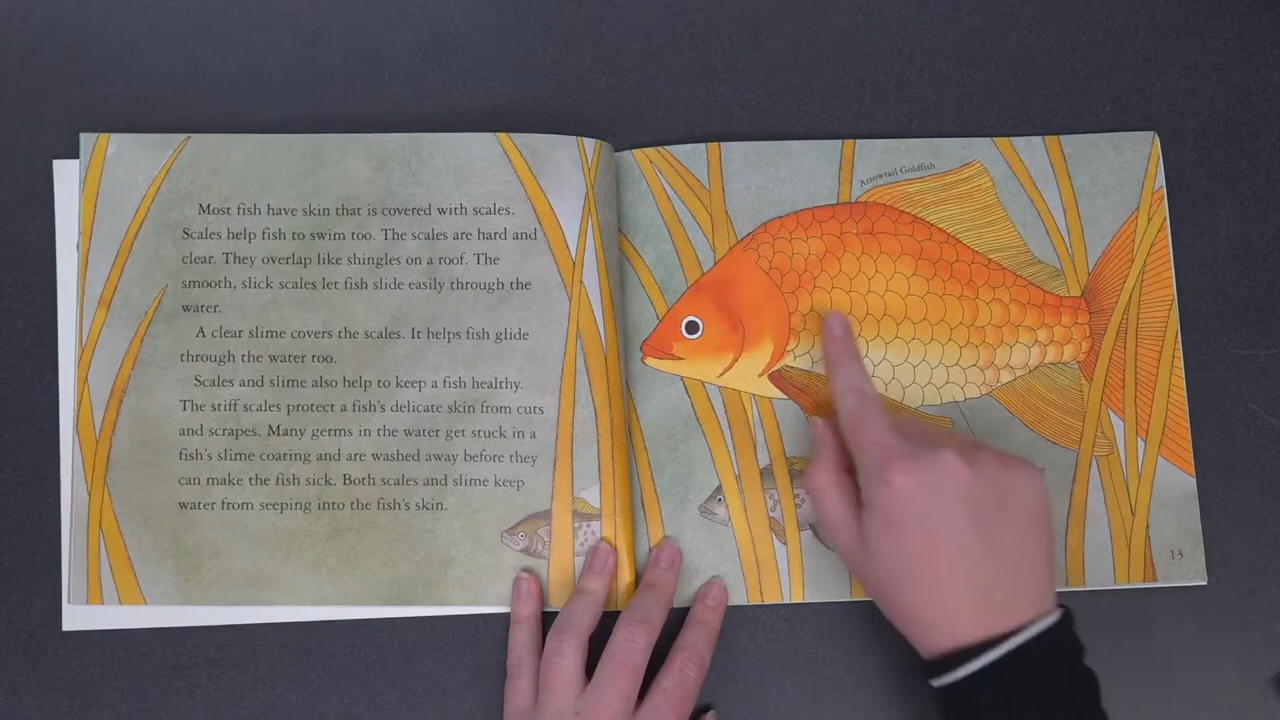 Most fish have skin that is covered with scales.
Scales help fish to swim too. The scales are hard and
clear. They overlap like shingles on a roof. The
smooth, slick scales let fish slide easily through the
water.
A clear slime covers the scales. It helps fish glide
through the water too.
Scales and slime also help to keep a fish healthy.
The stiff scales protect a fish's delicate skin from cuts
and scrapes. Many germs in the water get stuck in a
fish's slime coating and are washed away before they
can make the fish sick. Both scales and slime keep
water from seeping into the fish's skin.
Arrowtail Goldfish
13